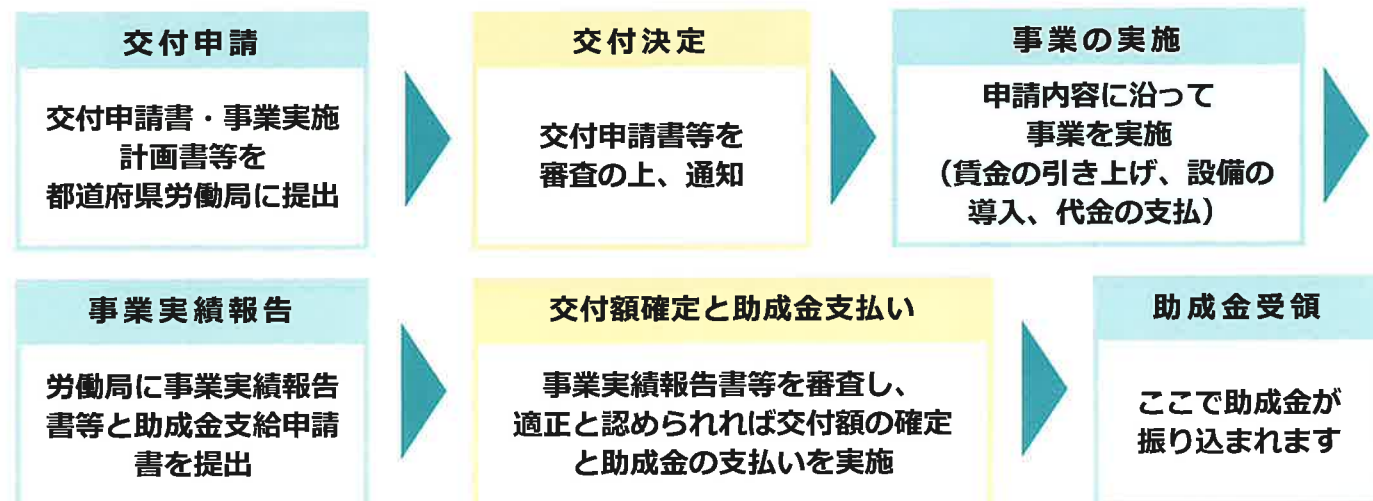 交付申請
交付申請書・事業実施
計画書等を
都道府県労働局に提出
交付決定
交付申請書等を
審査の上、通知
事業の実施
申請内容に沿って
事業を実施
（賃金の引き上げ、設備の
導入、代金の支払）
事業実績報告
労働局に事業実績報告
書等と助成金支給申請
書を提出
交付額確定と助成金支払い
事業実績報告書等を審査し、
適正と認められれば交付額の確定
と助成金の支払いを実施
助成金受領
ここで助成金が
振り込まれます